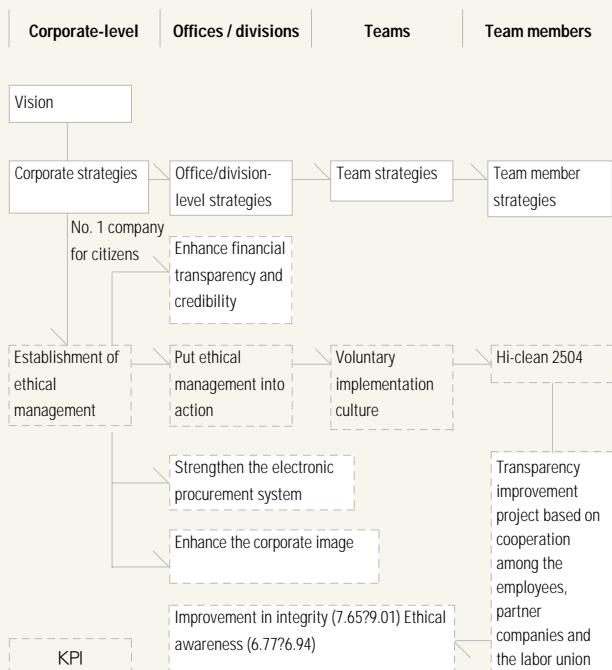 Corporate-level
Offices / divisions
Teams
Team members
Vision
Corporate strategies
Office/division-
level strategies
Team strategies
Team member
strategies
No. 1 company
for citizens
Enhance financial
transparency and
credibility
Establishment of
ethical
management
Put ethical
management into
action
Voluntary
implementation
culture
Hi-clean 2504
Strengthen the electronic
procurement system
Enhance the corporate image
Transparency
improvement
project based on
cooperation
among the
employees,
partner
companies and
the labor union
Improvement in integrity (7.65?9.01) Ethical
awareness (6.77?6.94)
KPI